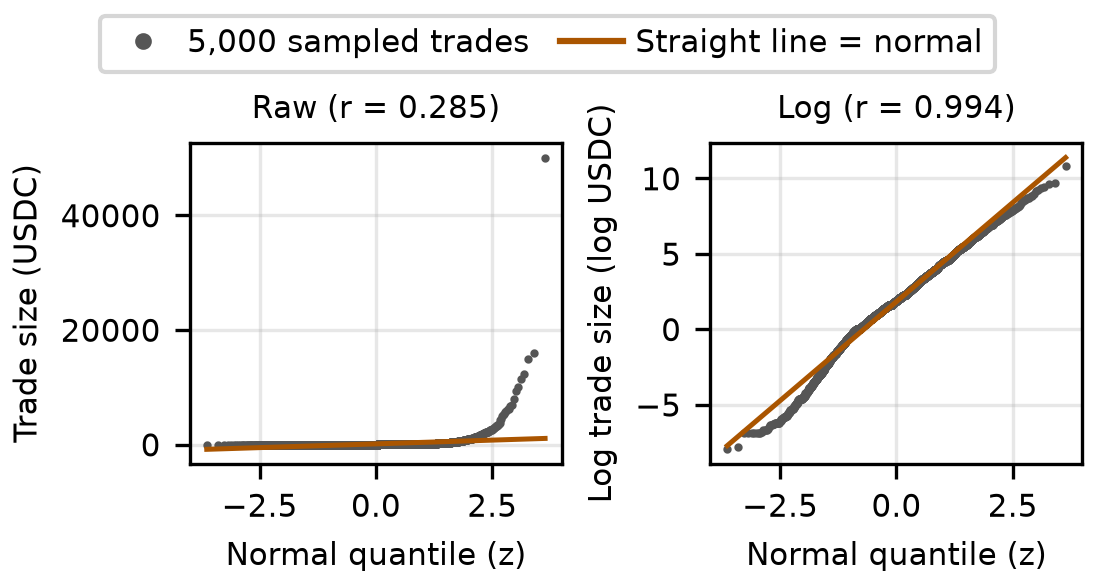 5,000 sampled trades
Straight line = normal
Raw (r = 0.285)
Trade size (USDC)
40000
20000
0
−2.5
0.0
2.5
Normal quantile (z)
Log (r = 0.994)
Log trade size (log USDC)
10
5
0
−5
−2.5
0.0
2.5
Normal quantile (z)